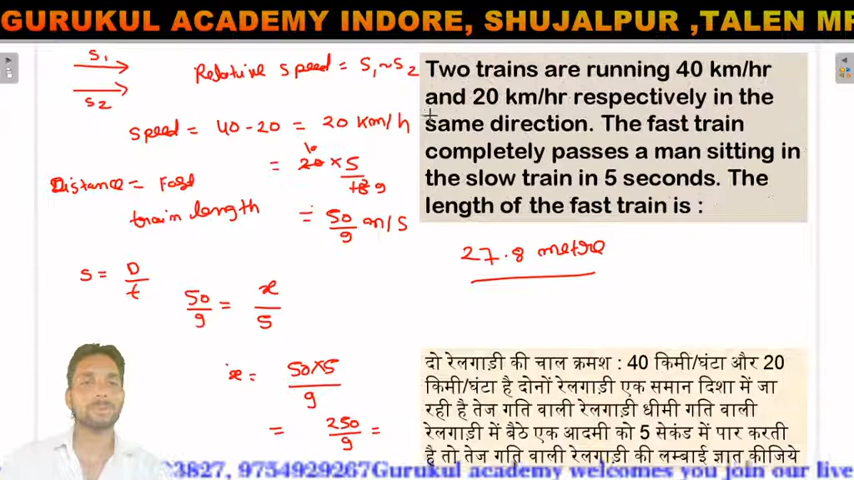 GURUKUL ACADEMY INDORE, SHUJALPUR ,TALEN MP
S1
S2
Relative speed = S1~S2
Speed = 40-20 = 20 km/h
= 20 10 × 5/18 9
Distance = Fast
train length
= 50/9 m/s
S = D/t
50/9 = x/5
x = 50×5/9
= 250/9 =
Two trains are running 40 km/hr
and 20 km/hr respectively in the
same direction. The fast train
completely passes a man sitting in
the slow train in 5 seconds. The
length of the fast train is :
27.8 metre
दो रेलगाड़ी की चाल क्रमश : 40 किमी/घंटा और 20
किमी/घंटा है दोनों रेलगाड़ी एक समान दिशा में जा
रही है तेज गति वाली रेलगाड़ी धीमी गति वाली
रेलगाड़ी में बैठे एक आदमी को 5 सेकंड में पार करती
है तो तेज गति वाली रेलगाड़ी की लम्बाई ज्ञात कीजिये
3827, 9754929267Gurukul academy welcomes you join our live